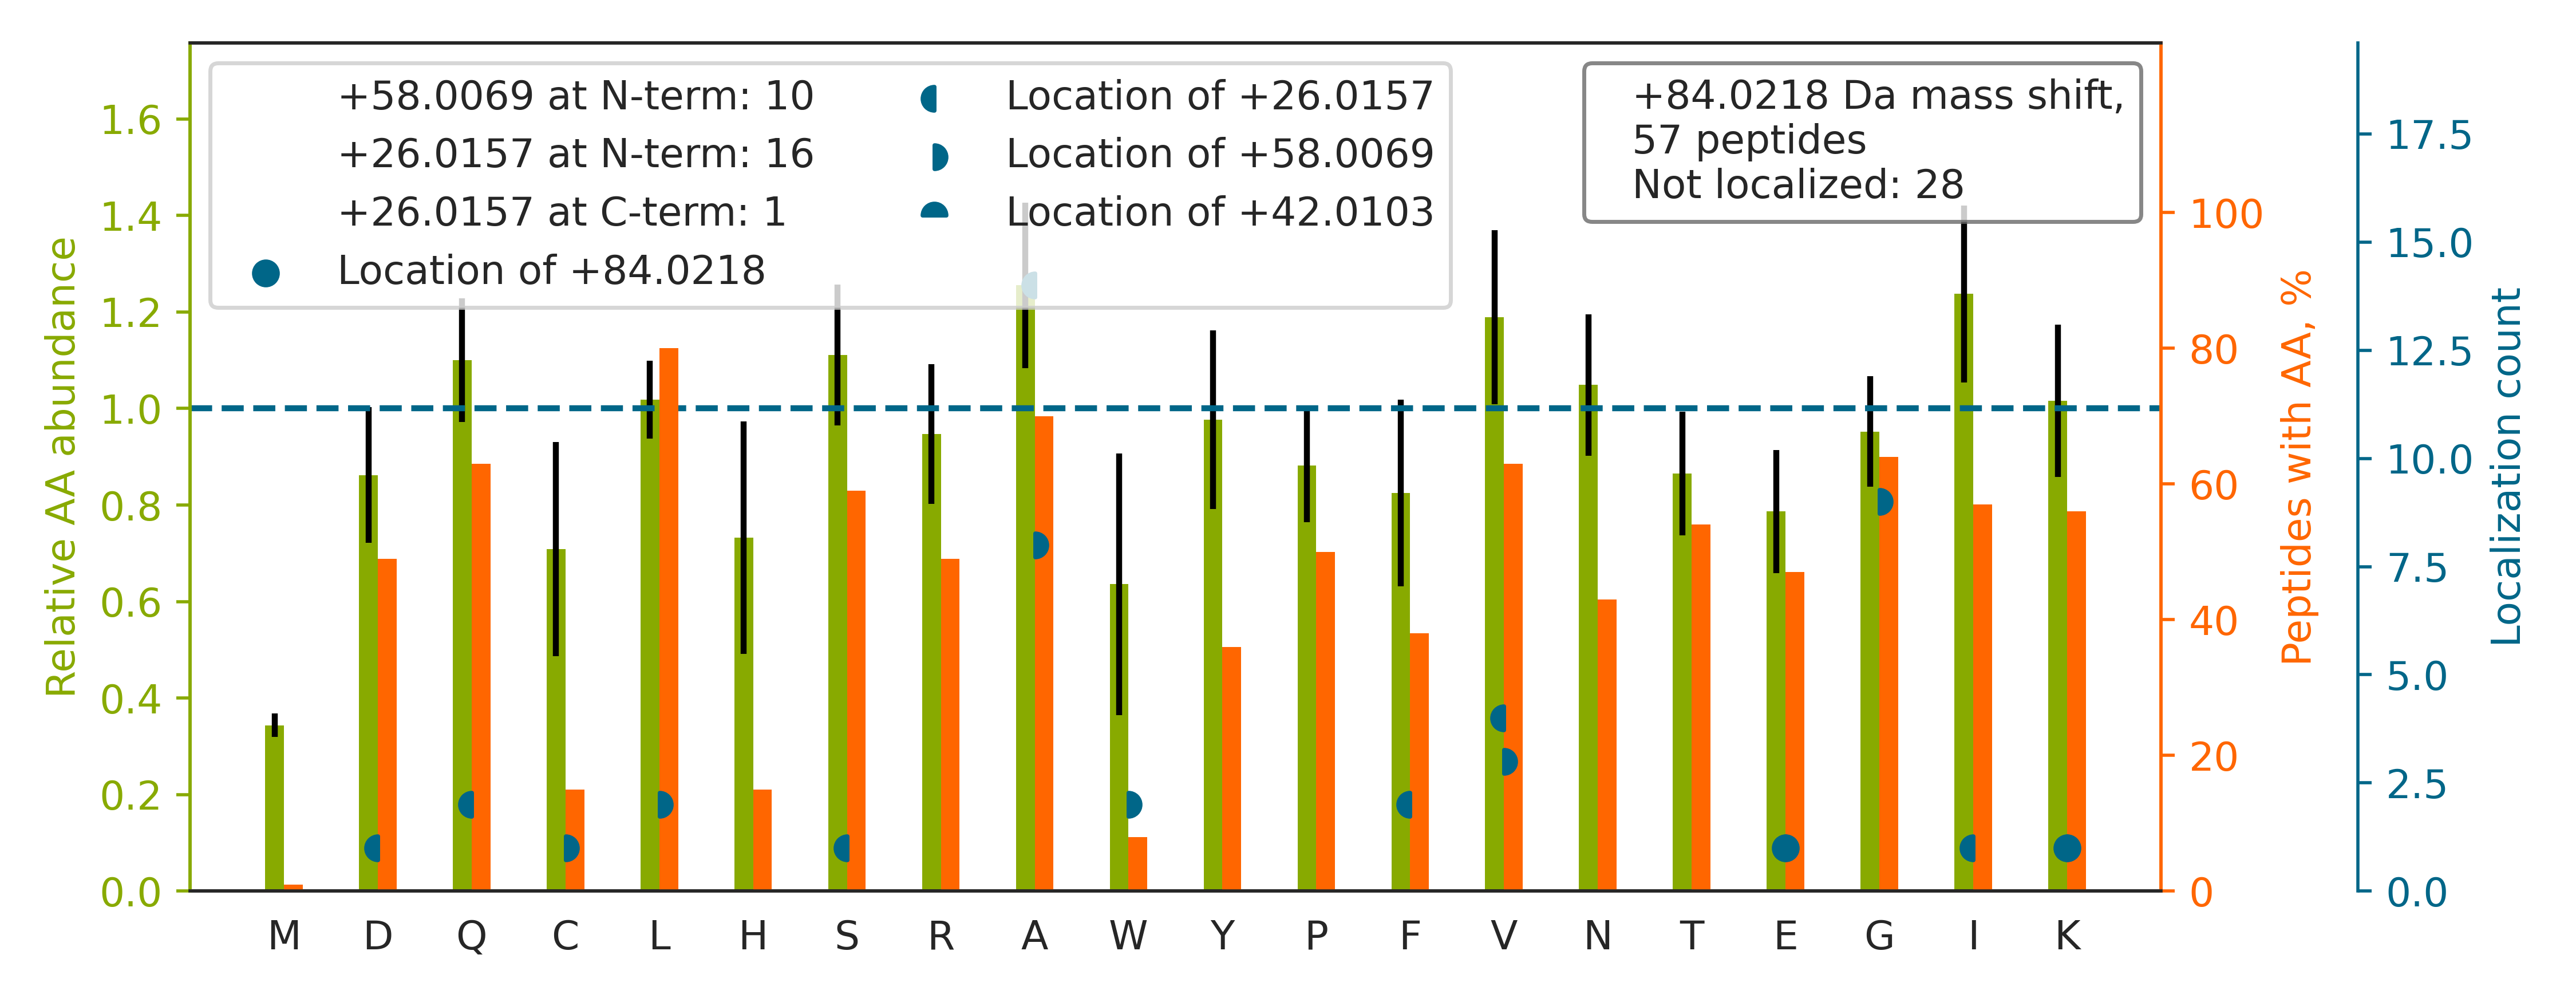 +58.0069 at N-term: 10
+26.0157 at N-term: 16
+26.0157 at C-term: 1
Location of +84.0218
Location of +26.0157
Location of +58.0069
Location of +42.0103
+84.0218 Da mass shift,
57 peptides
Not localized: 28
Relative AA abundance
1.6
1.4
1.2
1.0
0.8
0.6
0.4
0.2
0.0
M D Q C L H S R A W Y P F V N T E G I K
100
80
60
40
20
0
Peptides with AA, %
17.5
15.0
12.5
10.0
7.5
5.0
2.5
0.0
Localization count